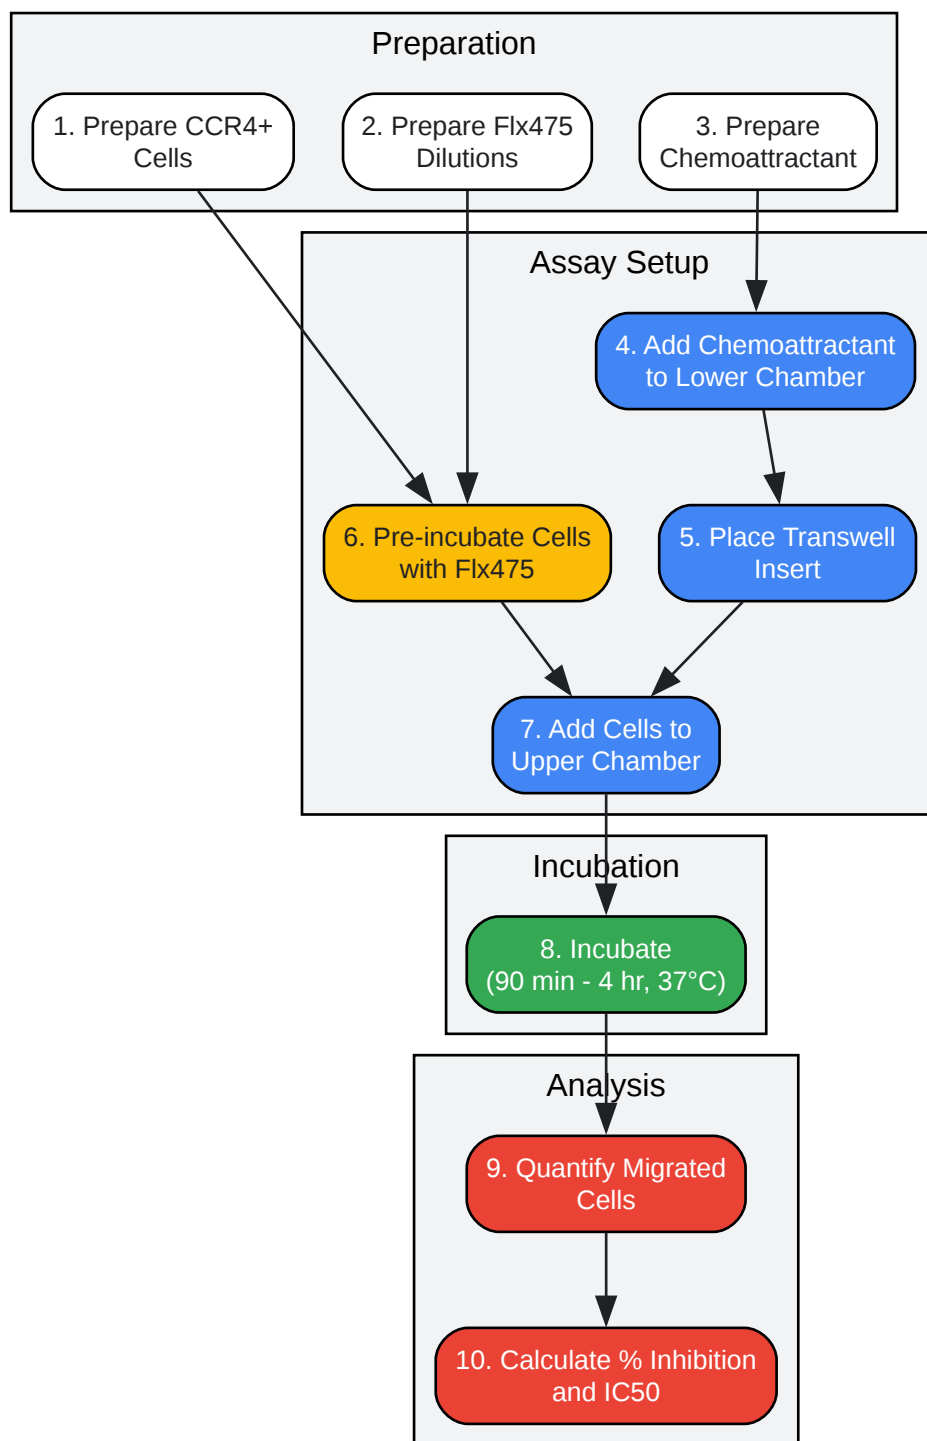 Preparation
1. Prepare CCR4+
Cells
2. Prepare Flx475
Dilutions
3. Prepare
Chemoattractant
Assay Setup
4. Add Chemoattractant
to Lower Chamber
6. Pre-incubate Cells
with Flx475
5. Place Transwell
Insert
7. Add Cells to
Upper Chamber
Incubation
8. Incubate
(90 min - 4 hr, 37°C)
Analysis
9. Quantify Migrated
Cells
10. Calculate % Inhibition
and IC50